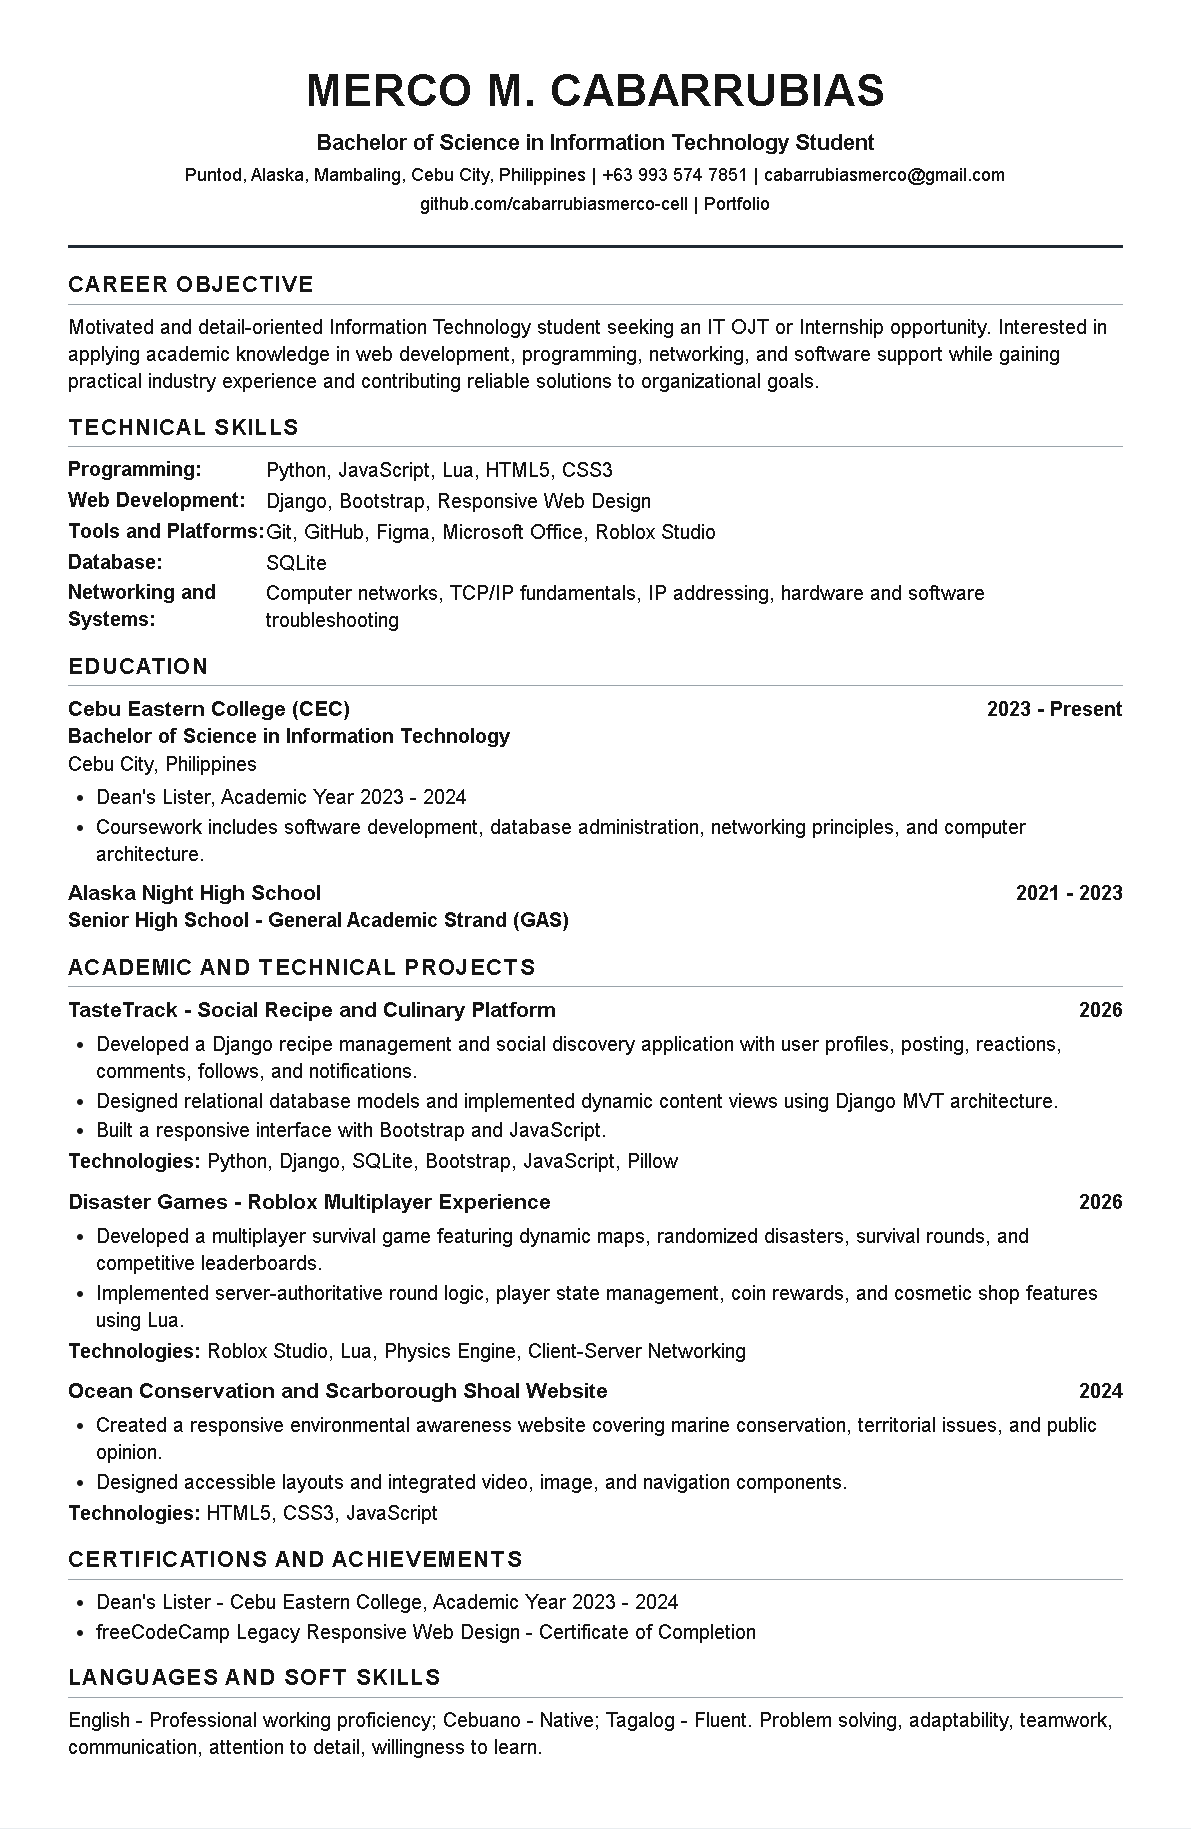 MERCO M. CABARRUBIAS
Bachelor of Science in Information Technology Student
Puntod, Alaska, Mambaling, Cebu City, Philippines | +63 993 574 7851 | cabarrubiasmerco@gmail.com
github.com/cabarrubiasmerco-cell | Portfolio
CAREER OBJECTIVE
Motivated and detail-oriented Information Technology student seeking an IT OJT or Internship opportunity. Interested in
applying academic knowledge in web development, programming, networking, and software support while gaining
practical industry experience and contributing reliable solutions to organizational goals.
TECHNICAL SKILLS
Programming: Python, JavaScript, Lua, HTML5, CSS3
Web Development: Django, Bootstrap, Responsive Web Design
Tools and Platforms: Git, GitHub, Figma, Microsoft Office, Roblox Studio
Database: SQLite
Networking and Computer networks, TCP/IP fundamentals, IP addressing, hardware and software
Systems: troubleshooting
EDUCATION
Cebu Eastern College (CEC) 2023 - Present
Bachelor of Science in Information Technology
Cebu City, Philippines
• Dean's Lister, Academic Year 2023 - 2024
• Coursework includes software development, database administration, networking principles, and computer
architecture.
Alaska Night High School 2021 - 2023
Senior High School - General Academic Strand (GAS)
ACADEMIC AND TECHNICAL PROJECTS
TasteTrack - Social Recipe and Culinary Platform 2026
• Developed a Django recipe management and social discovery application with user profiles, posting, reactions,
comments, follows, and notifications.
• Designed relational database models and implemented dynamic content views using Django MVT architecture.
• Built a responsive interface with Bootstrap and JavaScript.
Technologies: Python, Django, SQLite, Bootstrap, JavaScript, Pillow
Disaster Games - Roblox Multiplayer Experience 2026
• Developed a multiplayer survival game featuring dynamic maps, randomized disasters, survival rounds, and
competitive leaderboards.
• Implemented server-authoritative round logic, player state management, coin rewards, and cosmetic shop features
using Lua.
Technologies: Roblox Studio, Lua, Physics Engine, Client-Server Networking
Ocean Conservation and Scarborough Shoal Website 2024
• Created a responsive environmental awareness website covering marine conservation, territorial issues, and public
opinion.
• Designed accessible layouts and integrated video, image, and navigation components.
Technologies: HTML5, CSS3, JavaScript
CERTIFICATIONS AND ACHIEVEMENTS
• Dean's Lister - Cebu Eastern College, Academic Year 2023 - 2024
• freeCodeCamp Legacy Responsive Web Design - Certificate of Completion
LANGUAGES AND SOFT SKILLS
English - Professional working proficiency; Cebuano - Native; Tagalog - Fluent. Problem solving, adaptability, teamwork,
communication, attention to detail, willingness to learn.